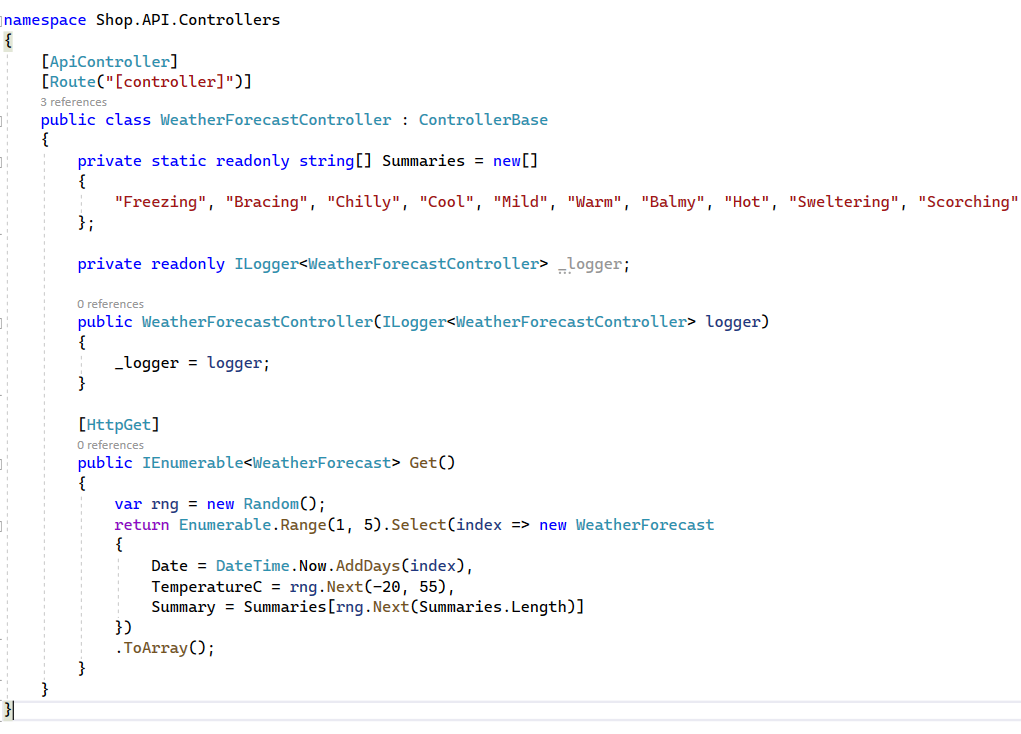 namespace Shop.API.Controllers
{
    [ApiController]
    [Route("[controller]")]
    3 references
    public class WeatherForecastController : ControllerBase
    {
        private static readonly string[] Summaries = new[]
        {
            "Freezing", "Bracing", "Chilly", "Cool", "Mild", "Warm", "Balmy", "Hot", "Sweltering", "Scorching"
        };

        private readonly ILogger<WeatherForecastController> _logger;

        0 references
        public WeatherForecastController(ILogger<WeatherForecastController> logger)
        {
            _logger = logger;
        }

        [HttpGet]
        0 references
        public IEnumerable<WeatherForecast> Get()
        {
            var rng = new Random();
            return Enumerable.Range(1, 5).Select(index => new WeatherForecast
            {
                Date = DateTime.Now.AddDays(index),
                TemperatureC = rng.Next(-20, 55),
                Summary = Summaries[rng.Next(Summaries.Length)]
            })
            .ToArray();
        }
    }
}